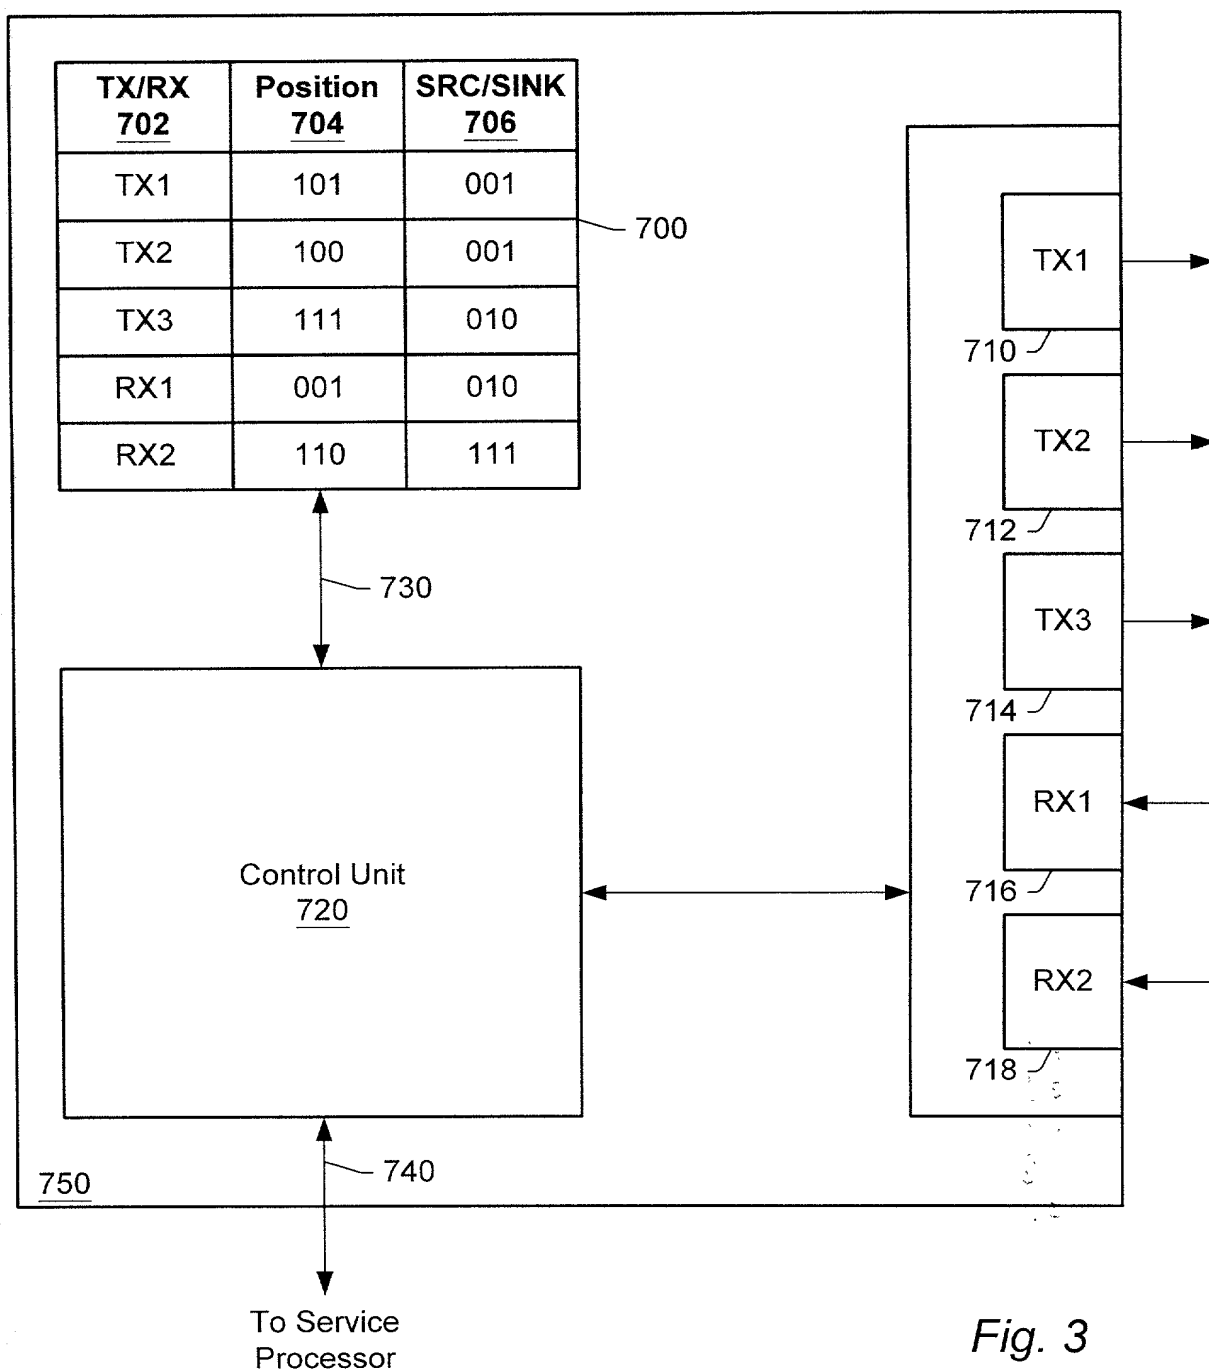 TX/RX Position SRC/SINK
702 704 706
TX1 101 001
TX2 100 001
TX3 111 010
RX1 001 010
RX2 110 111
700
TX1
710
TX2
712
TX3
714
RX1
716
RX2
718
730
Control Unit
720
740
750
To Service
Processor
Fig. 3